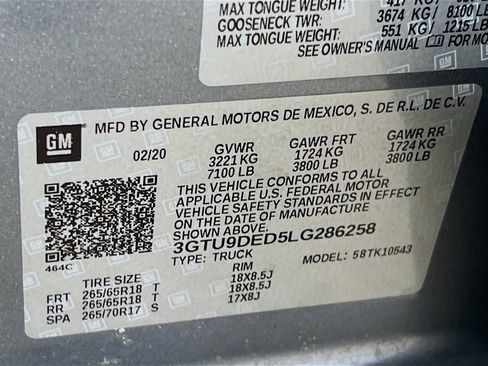 MAX TONGUE WEIGHT: 417 KG/
GOOSENECK TWR: 3674 KG/ 8100 LB
MAX TONGUE WEIGHT: 551 KG/ 1215 LB
SEE OWNER'S MANUAL FOR MO
GM
MFD BY GENERAL MOTORS DE MEXICO, S. DE R.L. DE C.V.
02/20 GVWR GAWR FRT GAWR RR
3221 KG 1724 KG 1724 KG
7100 LB 3800 LB 3800 LB
THIS VEHICLE CONFORMS TO ALL
APPLICABLE U.S. FEDERAL MOTOR
VEHICLE SAFETY STANDARDS IN EFFECT
ON THE DATE OF MANUFACTURE
SHOWN ABOVE.
3GTU9DED5LG286258
464C TYPE: TRUCK MODEL: 58TK10543
TIRE SIZE RIM
FRT 265/65R18 T 18X8.5J
RR 265/65R18 T 18X8.5J
SPA 265/70R17 S 17X8J